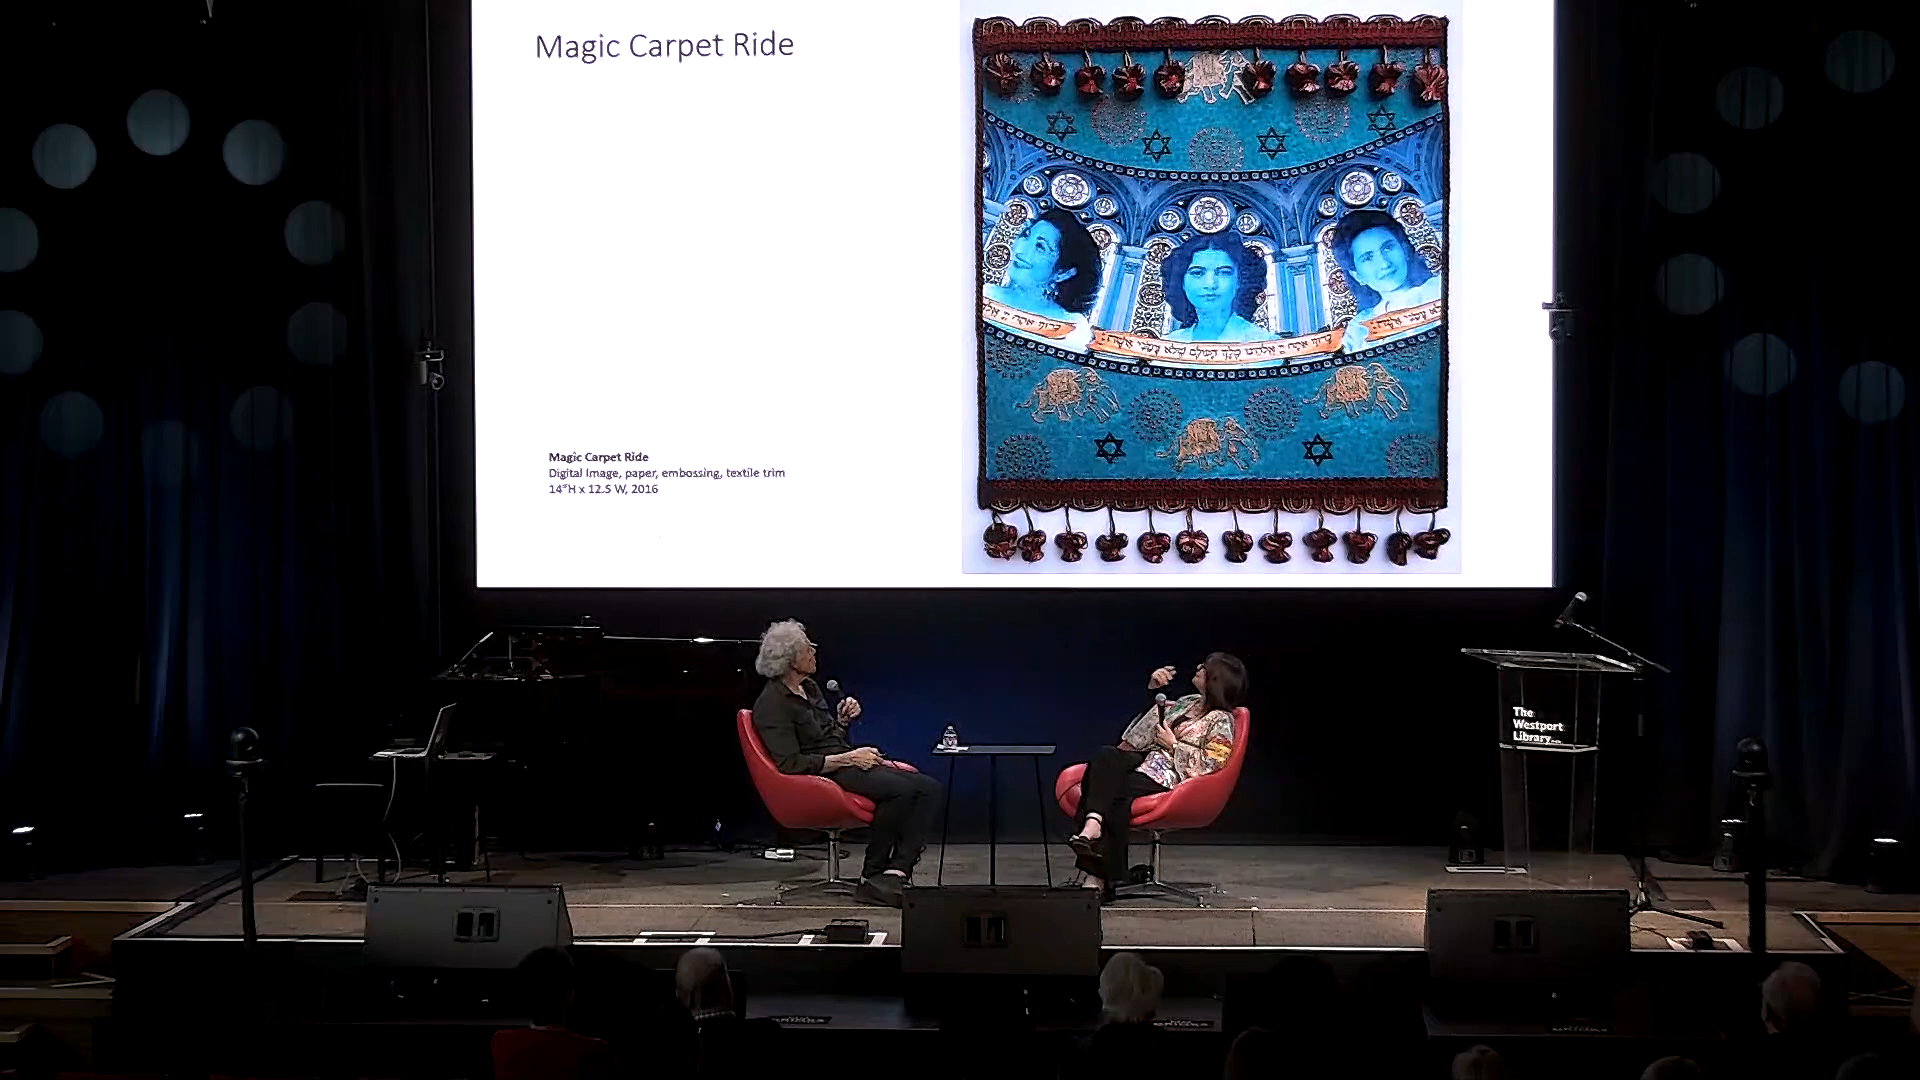 Magic Carpet Ride
Magic Carpet Ride
Digital Image, paper, embossing, textile trim
14"H x 12.5 W, 2016
The
Westport
Library